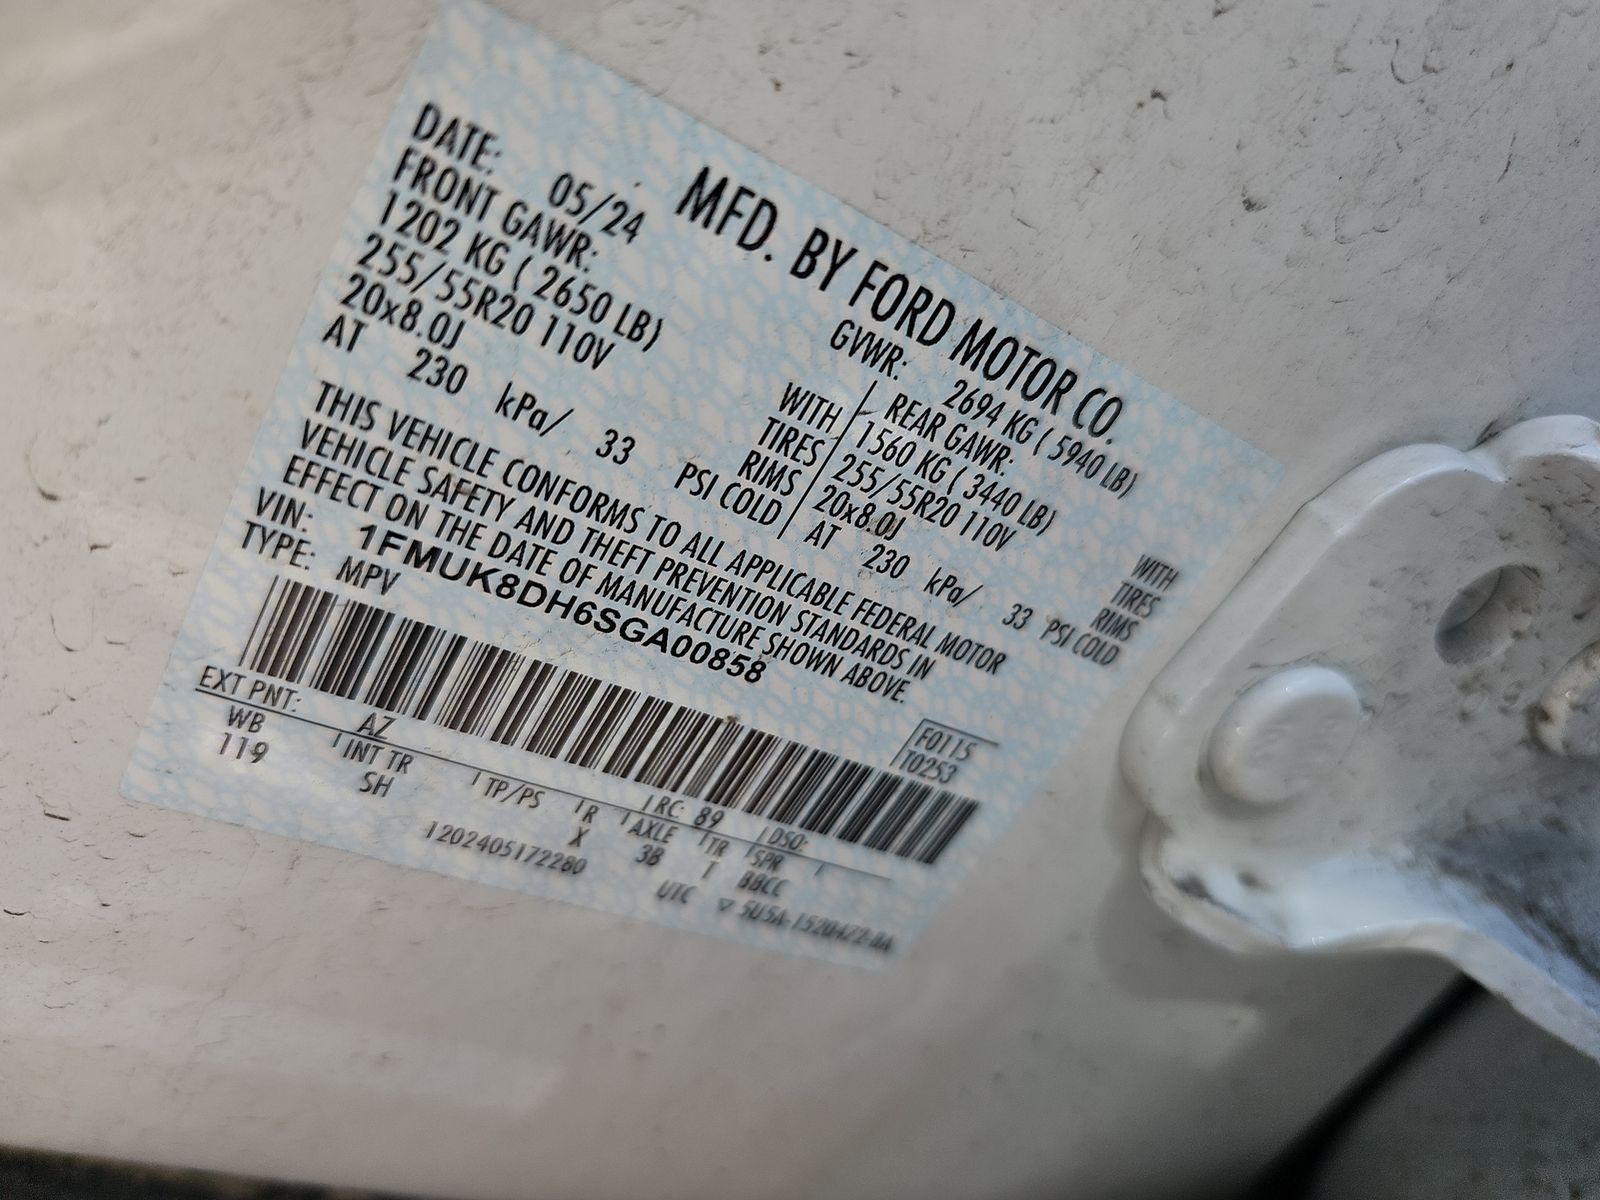 MFD. BY FORD MOTOR CO.
DATE: 05/24 GVWR: 2694 KG ( 5940 LB)
FRONT GAWR: REAR GAWR:
1202 KG ( 2650 LB) WITH 1560 KG ( 3440 LB) WITH
255/55R20 110V TIRES 255/55R20 110V TIRES
20x8.0J RIMS 20x8.0J RIMS
AT 230 kPa/ 33 PSI COLD AT 230 kPa/ 33 PSI COLD
THIS VEHICLE CONFORMS TO ALL APPLICABLE FEDERAL MOTOR
VEHICLE SAFETY AND THEFT PREVENTION STANDARDS IN
EFFECT ON THE DATE OF MANUFACTURE SHOWN ABOVE.
VIN: 1FMUK8DH6SGA00858
TYPE: MPV
F0115
T0253
EXT PNT: AZ RC: 89 DSO:
WB INT TR TP/PS R AXLE TR SPR
119 SH X 3B T BBCC
UTC ▽ 5U5A-1520472-BA
1202405172280